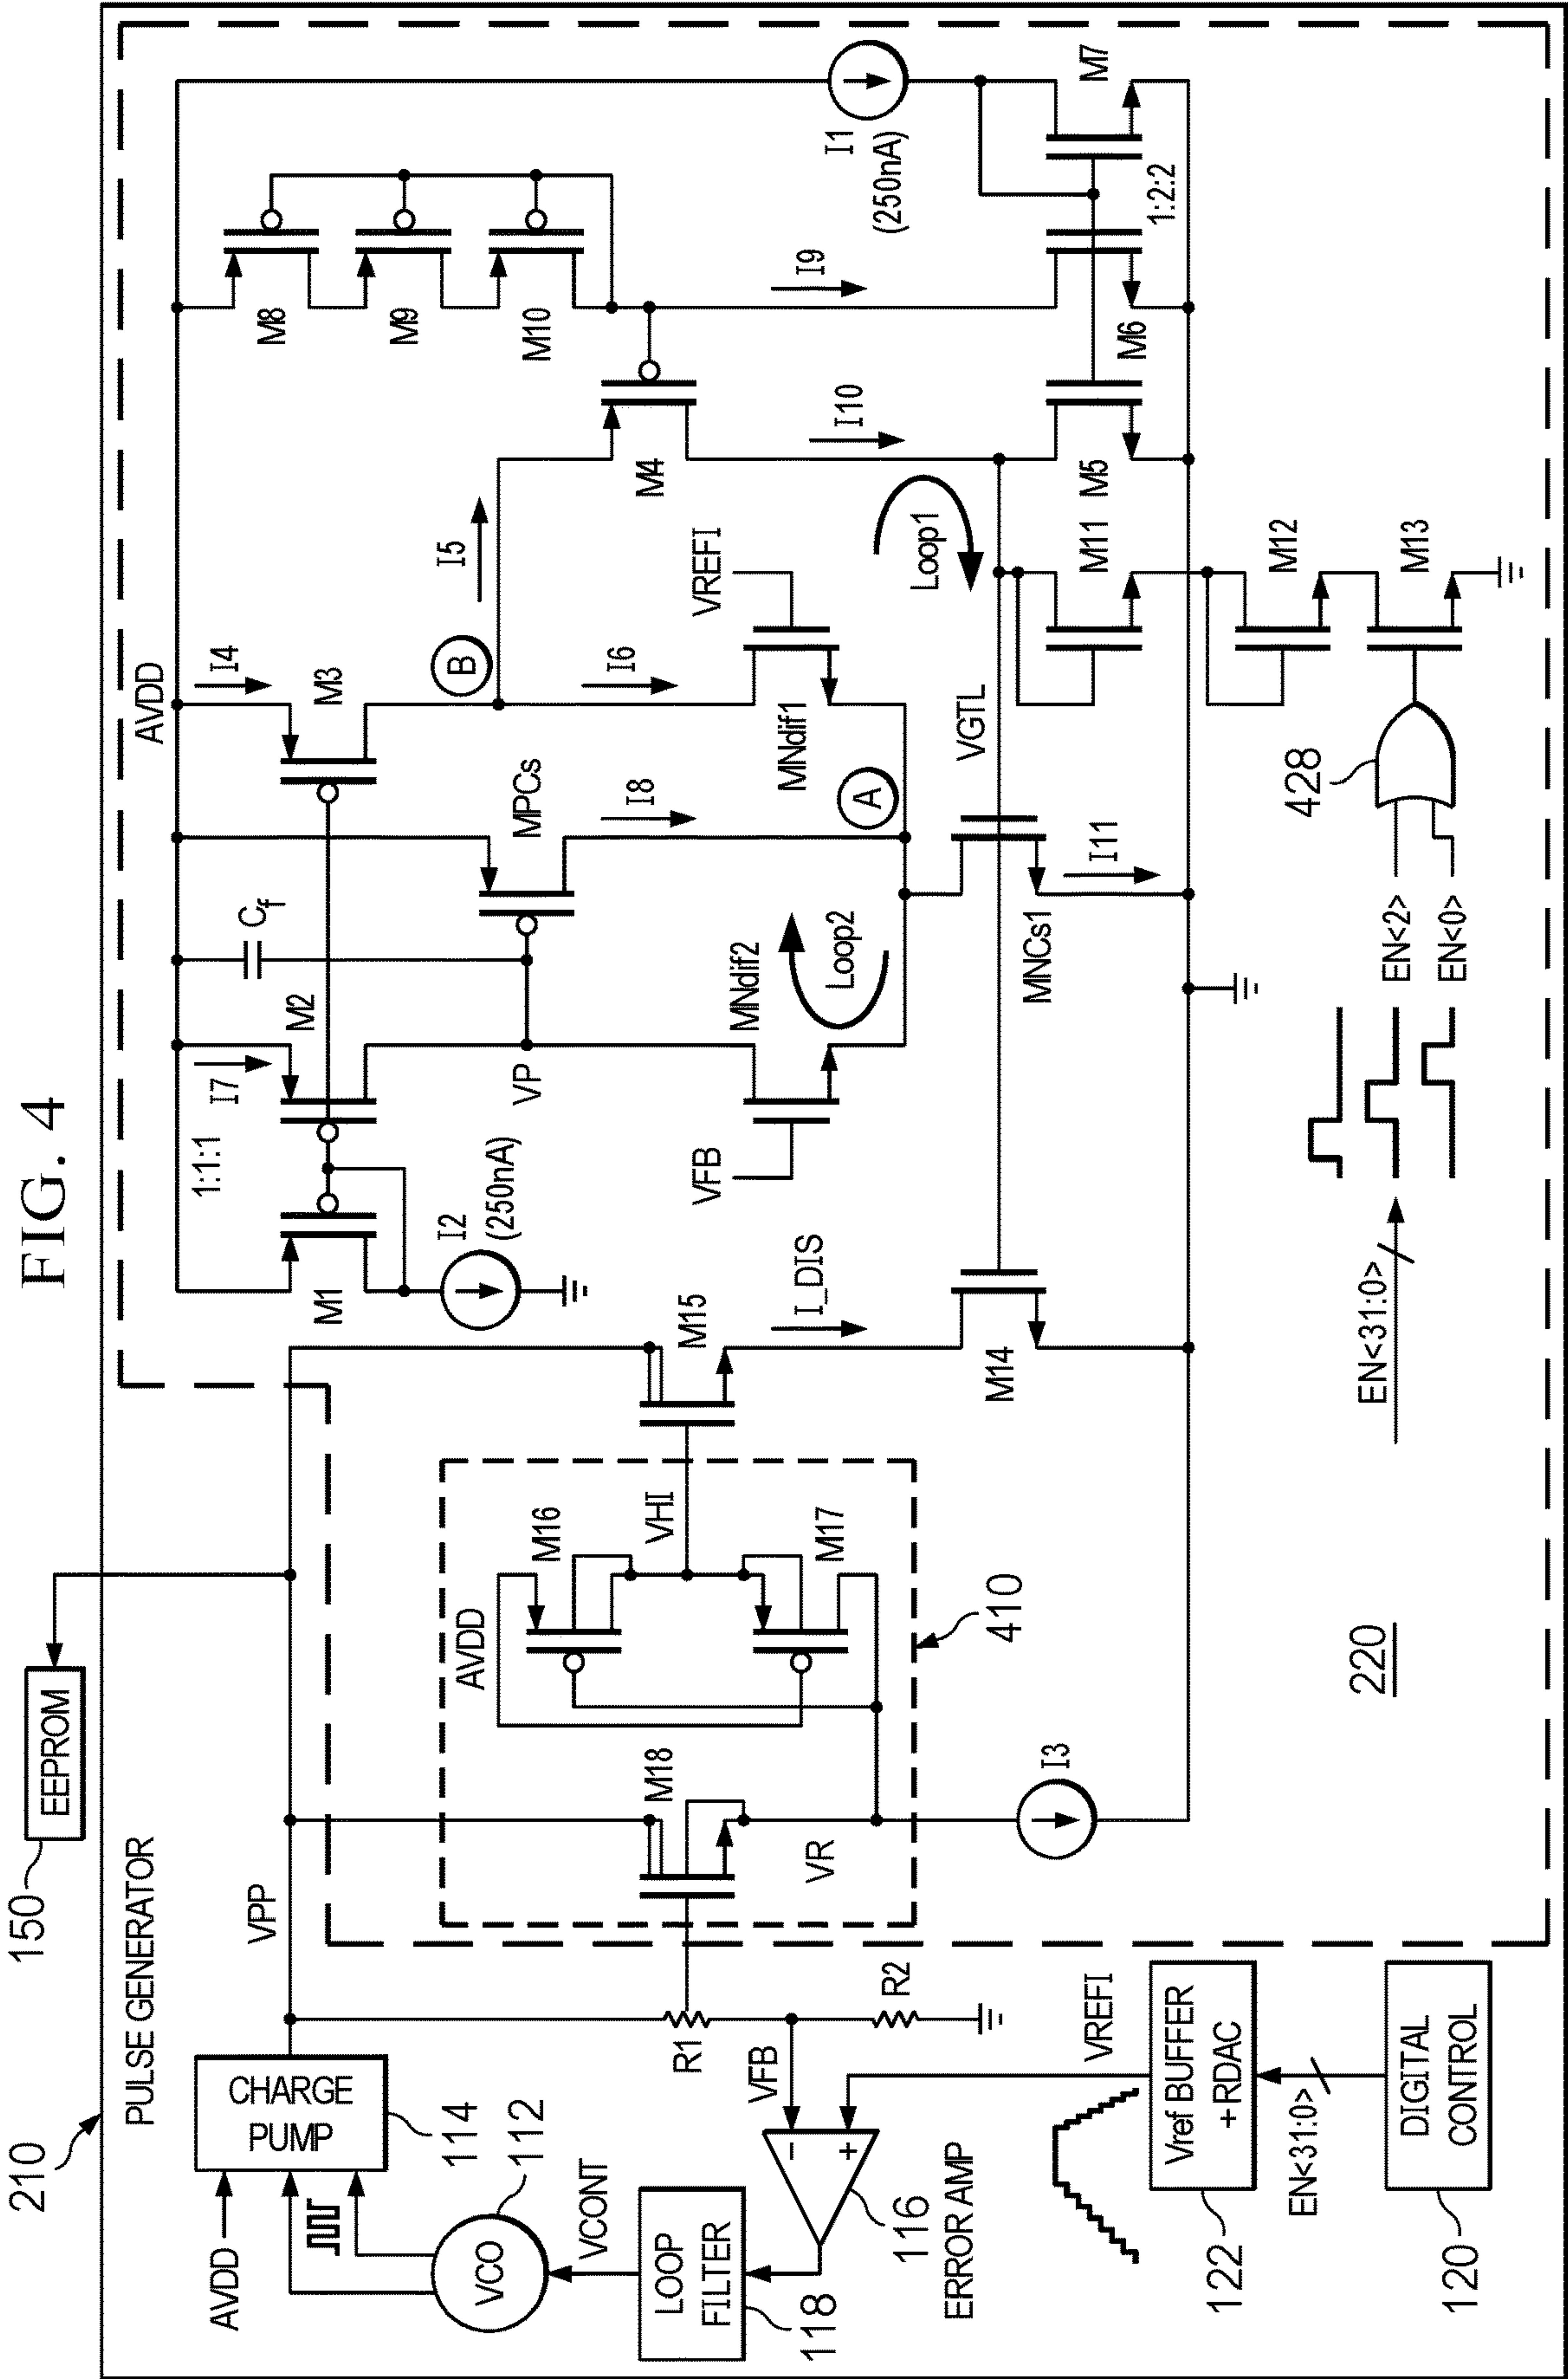 FIG. 4
210
PULSE GENERATOR
150
EEPROM
AVDD
CHARGE PUMP
114
VCO
112
VCONT
LOOP FILTER
118
116
ERROR AMP
VPP
R1
VFB
R2
VREFI
Vref BUFFER +RDAC
122
EN<31:0>
DIGITAL CONTROL
120
M18
VR
I3
AVDD
M16
VHI
M17
410
220
M15
I_DIS
M14
EN<31:0>
EN<2>
EN<0>
428
AVDD
M1
I2 (250nA)
1:1:1
I7
M2
VP
VFB
MNdif2
Loop2
Cf
MPCs
I8
A
MNCs1
I11
I4
M3
B
I5
I6
VREFI
MNdif1
VGTL
Loop1
M4
I10
M5
M11
M12
M13
M8
M9
M10
I9
M6
I1 (250nA)
1:2:2
M7